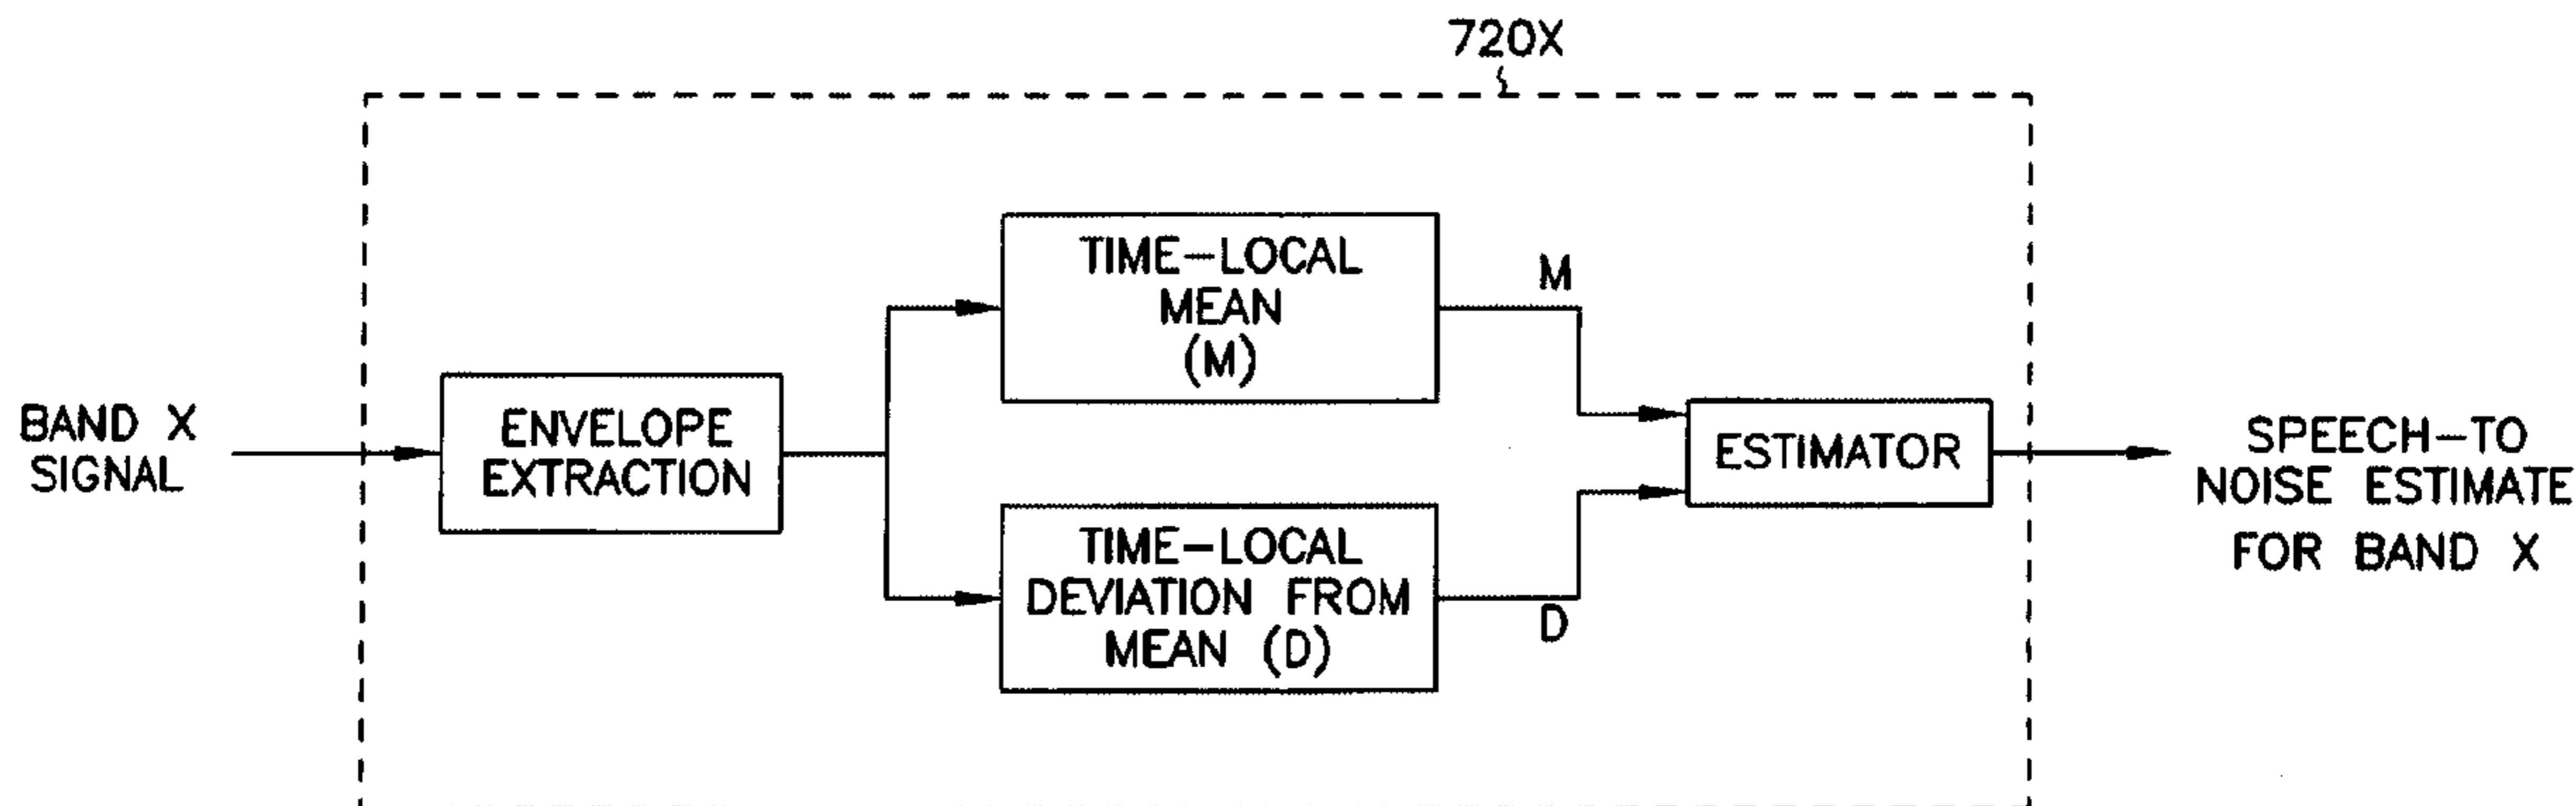 720X
BAND X
SIGNAL
ENVELOPE
EXTRACTION
TIME-LOCAL
MEAN
(M)
M
TIME-LOCAL
DEVIATION FROM
MEAN (D)
D
ESTIMATOR
SPEECH-TO
NOISE ESTIMATE
FOR BAND X